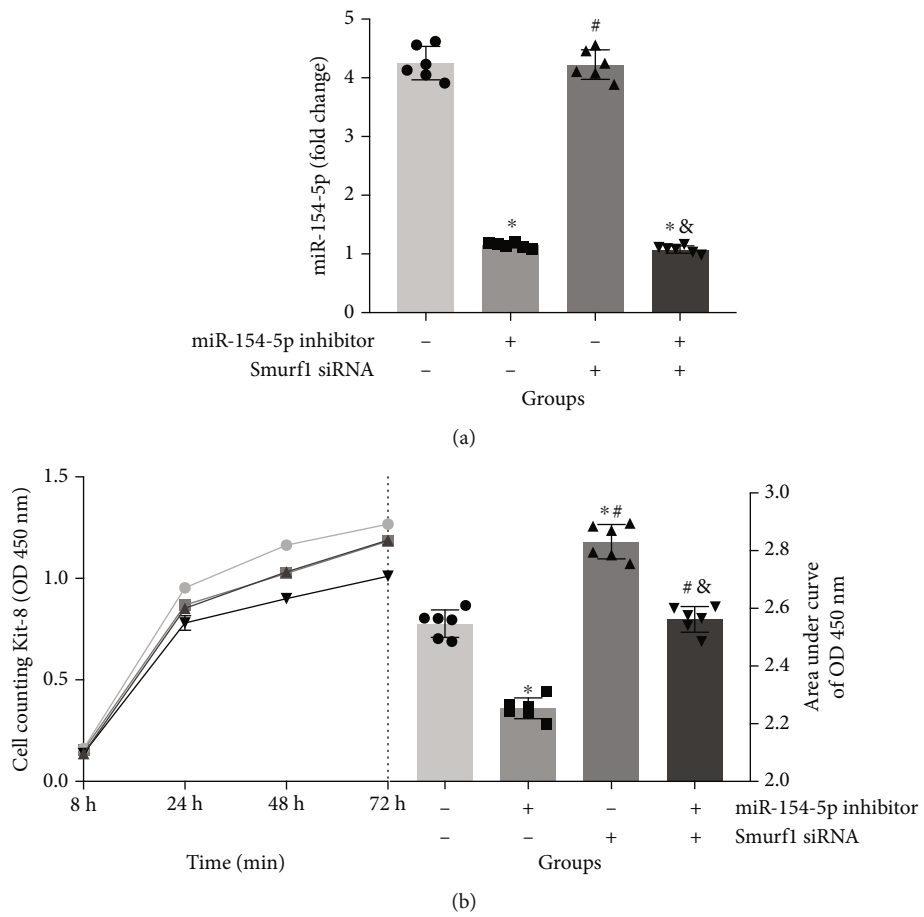 5
4
3
2
1
0
miR-154-5p (fold change)
*
#
* &
miR-154-5p inhibitor – + – +
Smurf1 siRNA – – + +
Groups
(a)
1.5
1.0
0.5
0.0
Cell counting Kit-8 (OD 450 nm)
8 h 24 h 48 h 72 h
Time (min)
*
* #
# &
3.0
2.8
2.6
2.4
2.2
2.0
Area under curve
of OD 450 nm
– + – + miR-154-5p inhibitor
– – + + Smurf1 siRNA
Groups
(b)